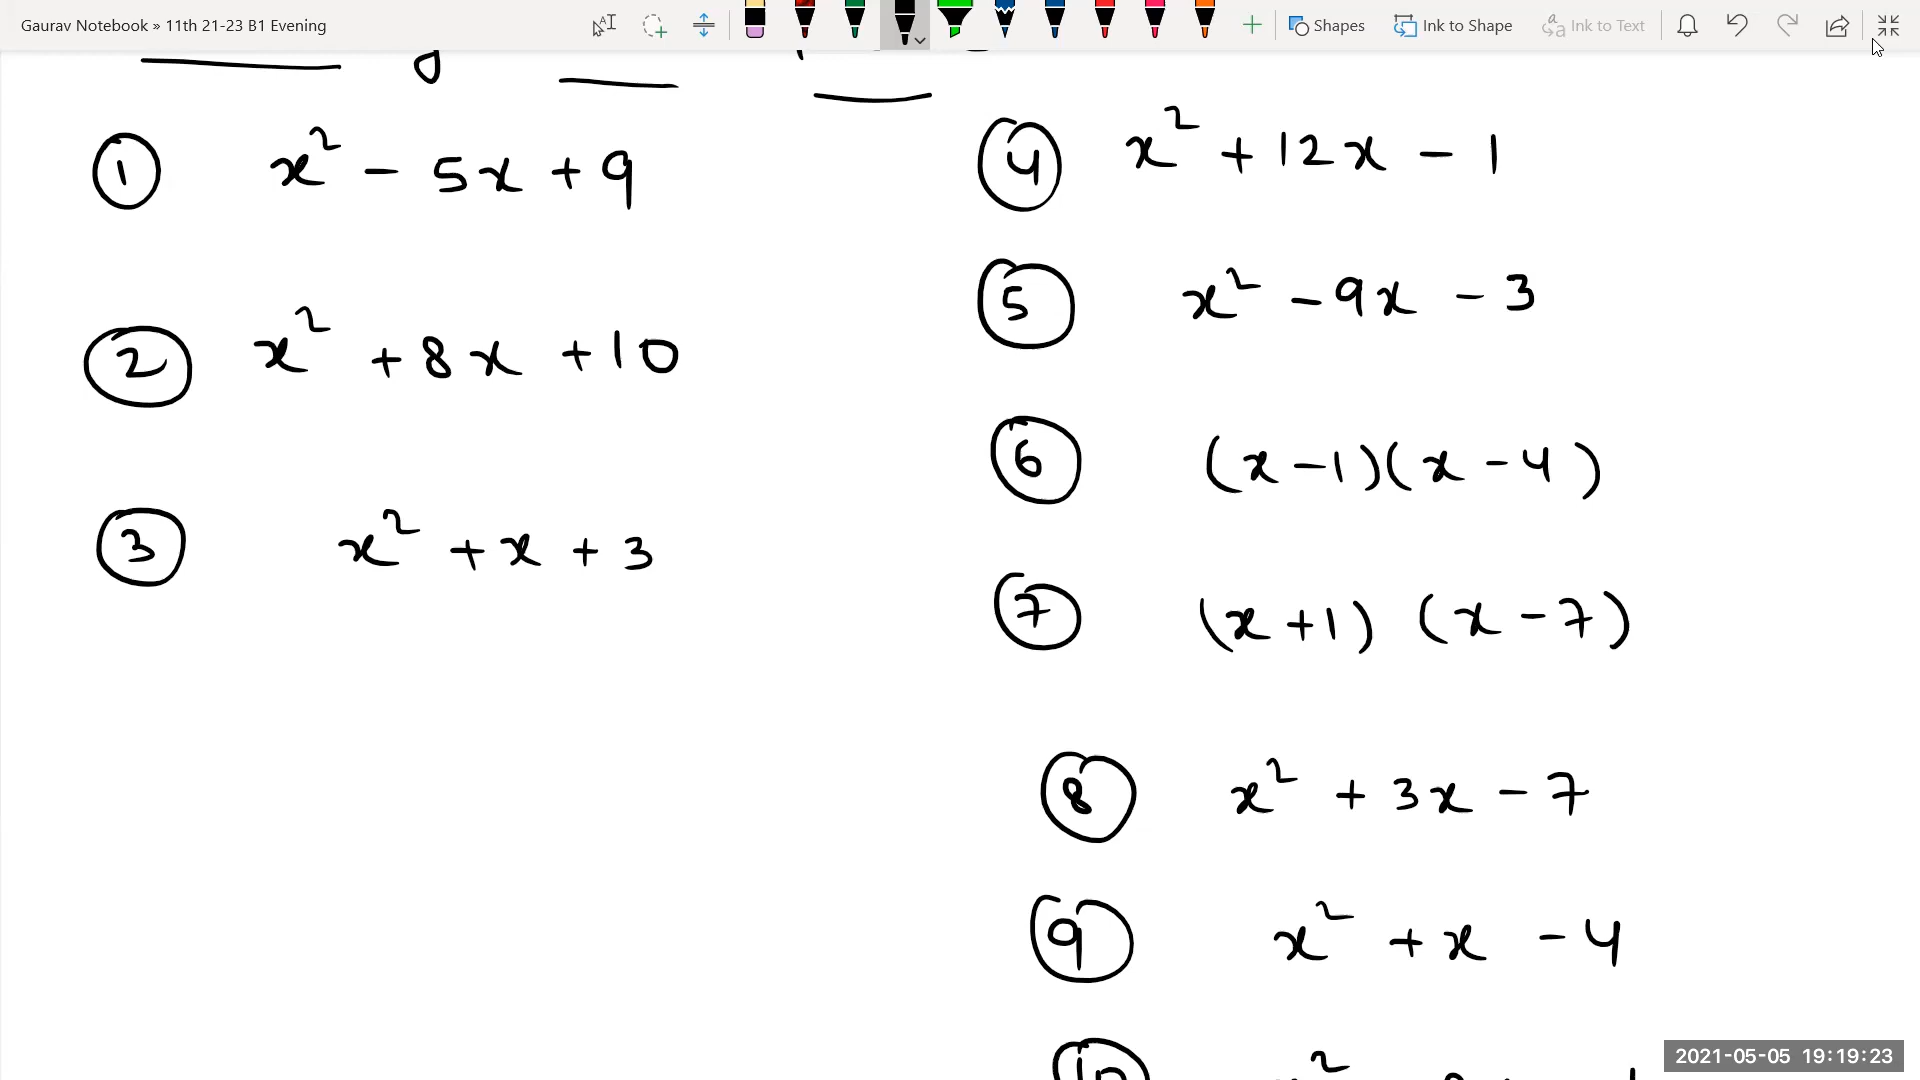 Gaurav Notebook » 11th 21-23 B1 Evening
Shapes
Ink to Shape
Ink to Text
① x² - 5x + 9
② x² + 8x + 10
③ x² + x + 3
④ x² + 12x - 1
⑤ x² - 9x - 3
⑥ (x - 1)(x - 4)
⑦ (x + 1) (x - 7)
⑧ x² + 3x - 7
⑨ x² + x - 4
2021-05-05 19:19:23